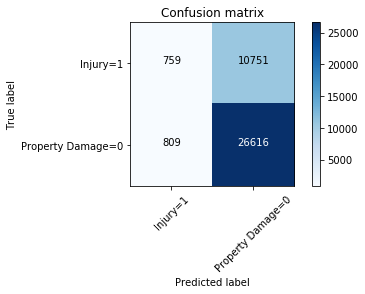 Confusion matrix
True label
Injury=1
759
10751
Property Damage=0
809
26616
Injury=1
Property Damage=0
Predicted label
25000
20000
15000
10000
5000